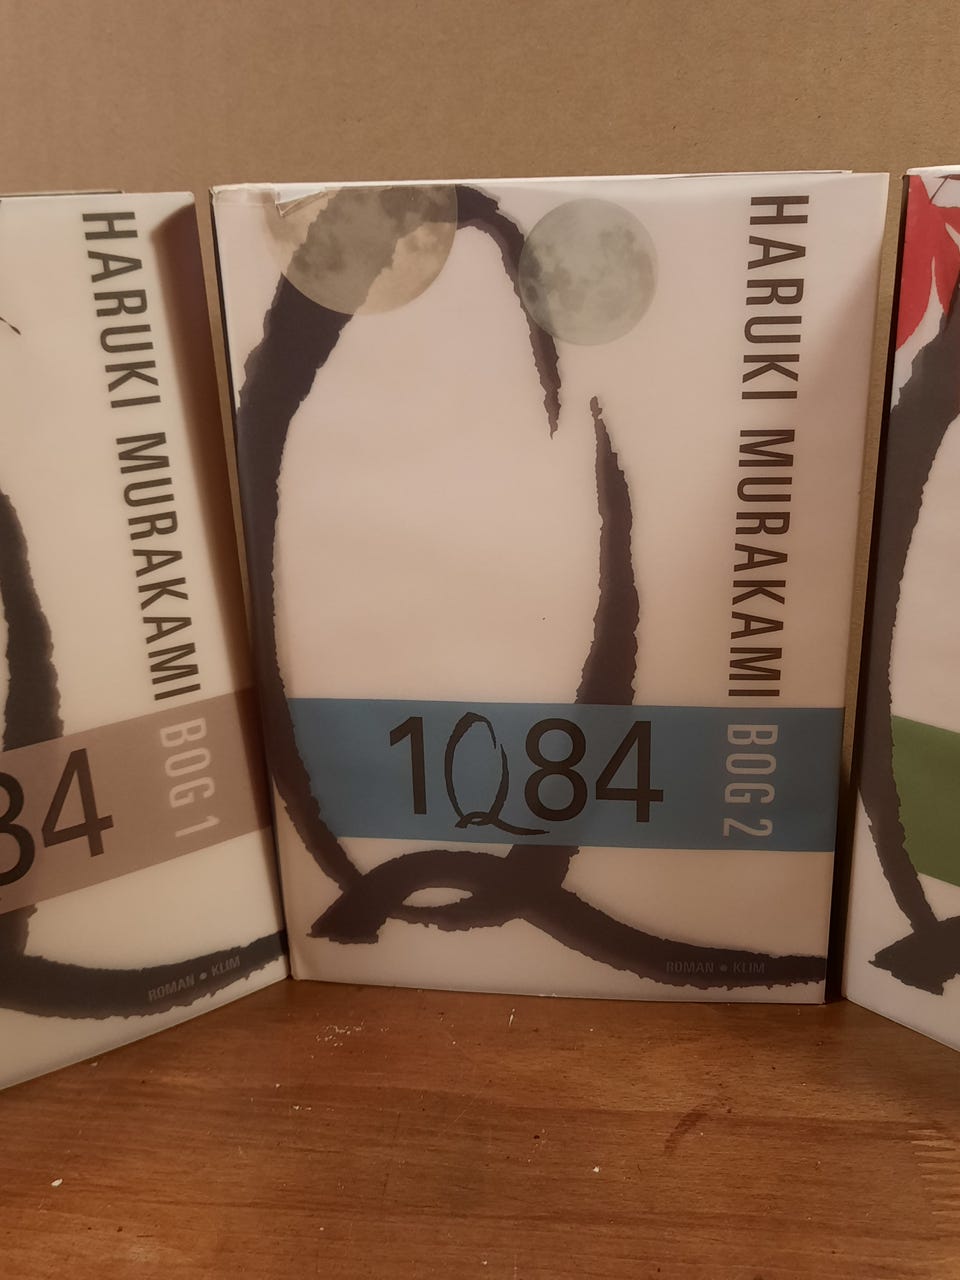 HARUKI MURAKAMI BOG 1
84
ROMAN • KLIM
HARUKI MURAKAMI BOG 2
1Q84
ROMAN • KLIM